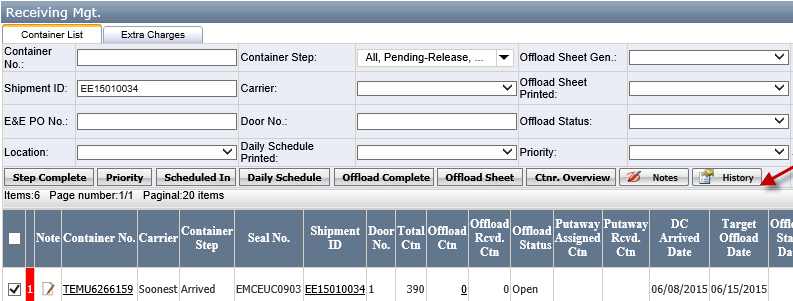 Receiving Mgt.
Container List Extra Charges
Container No.: Container Step: All, Pending-Release, ... Offload Sheet Gen.:
Shipment ID: EE15010034 Carrier: Offload Sheet Printed:
E&E PO No.: Door No.: Offload Status:
Location: Daily Schedule Printed: Priority:
Step Complete Priority Scheduled In Daily Schedule Offload Complete Offload Sheet Ctnr. Overview Notes History
Items:6 Page number:1/1 Paginal:20 items
Note Container No. Carrier Container Step Seal No. Shipment ID Door No. Total Ctn Offload Ctn Offload Rcvd. Ctn Offload Status Putaway Assigned Ctn Putaway Rcvd. Ctn DC Arrived Date Target Offload Date
1 TEMU6266159 Soonest Arrived EMCEUC0903 EE15010034 1 390 0 0 Open 06/08/2015 06/15/2015